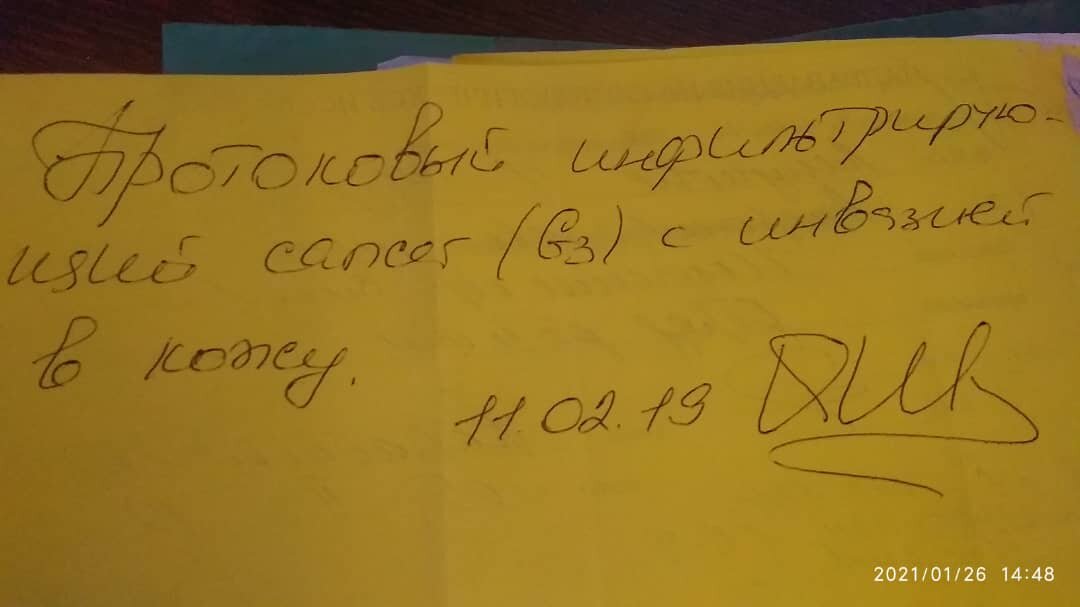 Протоковый инфильтрирую-
щий cancer (G3) с инвазией
в кожу.
11.02.19
2021/01/26 14:48